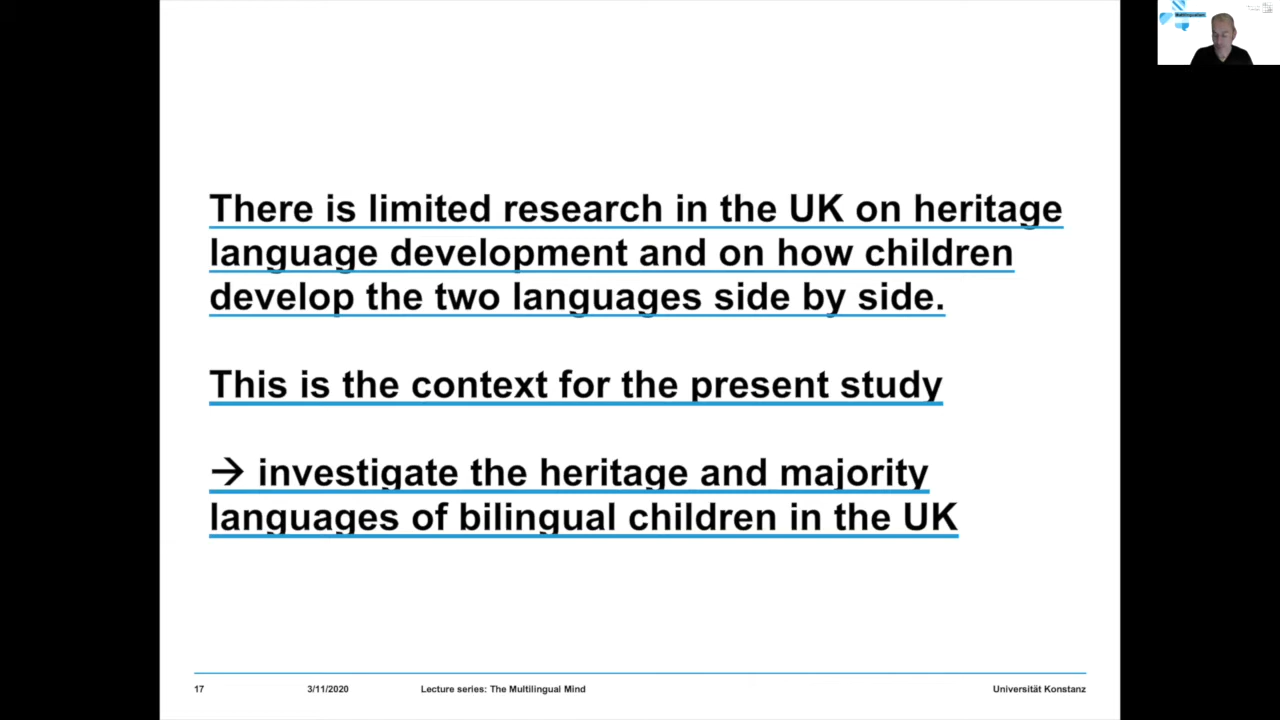 There is limited research in the UK on heritage
language development and on how children
develop the two languages side by side.
This is the context for the present study
→ investigate the heritage and majority
languages of bilingual children in the UK
17 3/11/2020 Lecture series: The Multilingual Mind Universität Konstanz